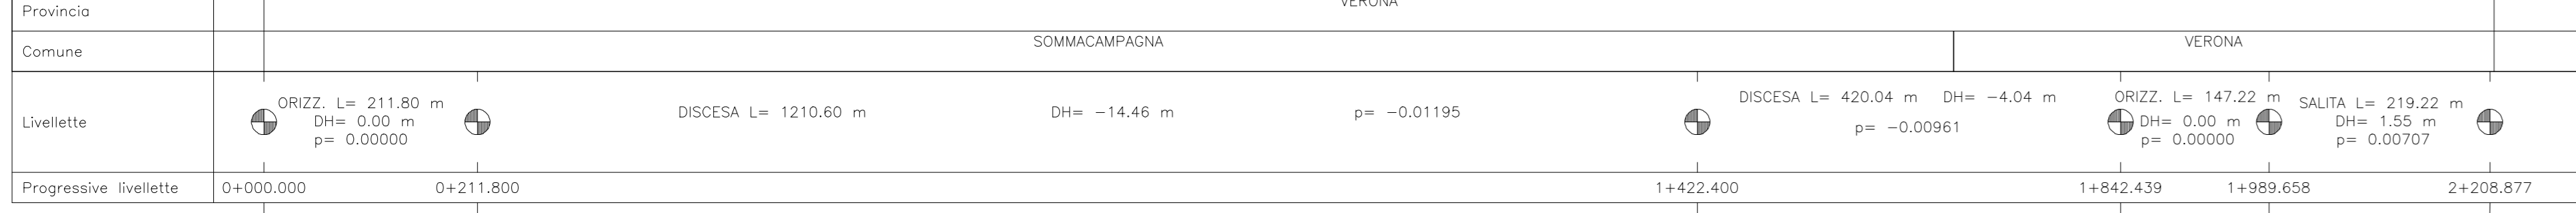 Provincia
VERONA
Comune
SOMMACAMPAGNA
VERONA
Livellette
ORIZZ. L= 211.80 m
DH= 0.00 m
p= 0.00000
DISCESA L= 1210.60 m
DH= -14.46 m
p= -0.01195
DISCESA L= 420.04 m
DH= -4.04 m
p= -0.00961
ORIZZ. L= 147.22 m
DH= 0.00 m
p= 0.00000
SALITA L= 219.22 m
DH= 1.55 m
p= 0.00707
Progressive livellette
0+000.000
0+211.800
1+422.400
1+842.439
1+989.658
2+208.877